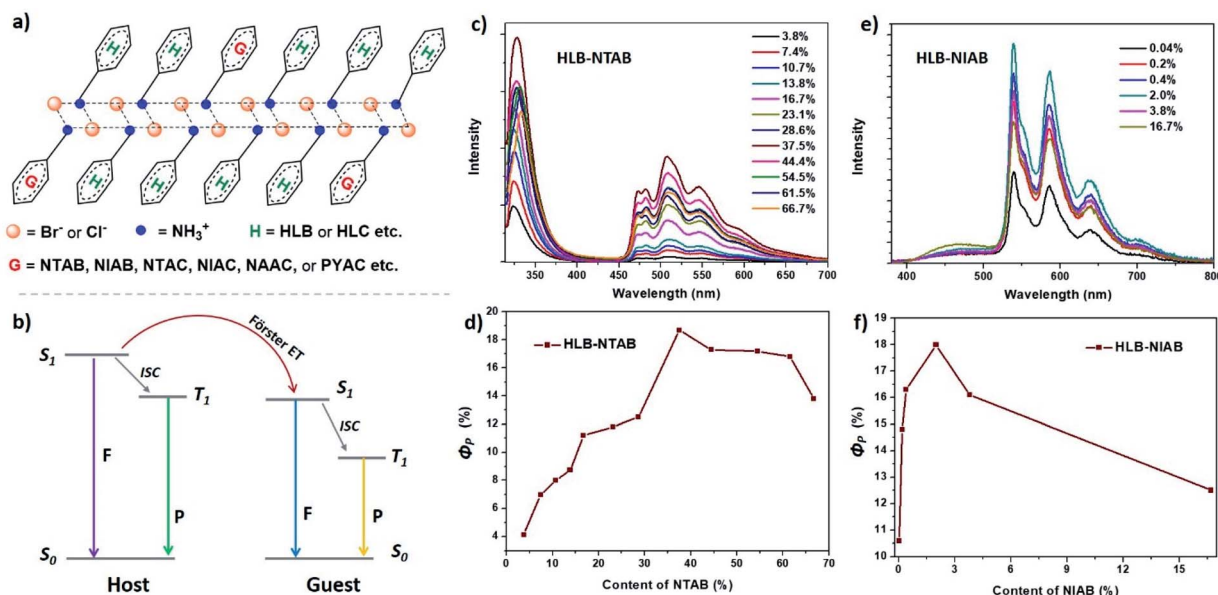 a)
H H G H H H
G H H H H G
= Br⁻ or Cl⁻ = NH₃⁺ H = HLB or HLC etc.
G = NTAB, NIAB, NTAC, NIAC, NAAC, or PYAC etc.
b)
Förster ET
S₁
ISC
T₁
S₁
ISC
T₁
F
P
F
P
S₀
S₀
Host
Guest
c)
HLB-NTAB
3.8%
7.4%
10.7%
13.8%
16.7%
23.1%
28.6%
37.5%
44.4%
54.5%
61.5%
66.7%
Intensity
350 400 450 500 550 600 650 700
Wavelength (nm)
d)
HLB-NTAB
Φₚ (%)
20
18
16
14
12
10
8
6
4
0 10 20 30 40 50 60 70
Content of NTAB (%)
e)
HLB-NIAB
0.04%
0.2%
0.4%
2.0%
3.8%
16.7%
Intensity
400 500 600 700 800
Wavelength (nm)
f)
HLB-NIAB
Φₚ (%)
19
18
17
16
15
14
13
12
11
10
0 3 6 9 12 15
Content of NIAB (%)